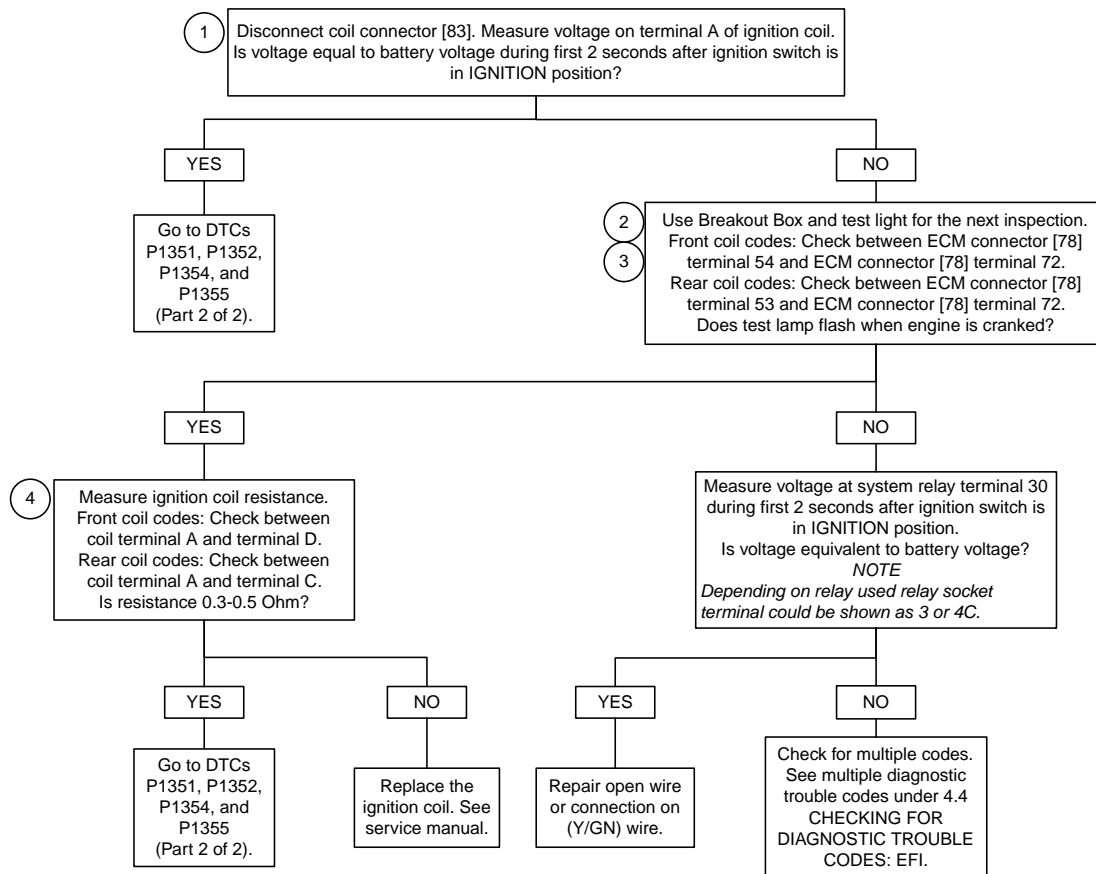 1
Disconnect coil connector [83]. Measure voltage on terminal A of ignition coil.
Is voltage equal to battery voltage during first 2 seconds after ignition switch is
in IGNITION position?
YES
NO
Go to DTCs
P1351, P1352,
P1354, and
P1355
(Part 2 of 2).
2
3
Use Breakout Box and test light for the next inspection.
Front coil codes: Check between ECM connector [78]
terminal 54 and ECM connector [78] terminal 72.
Rear coil codes: Check between ECM connector [78]
terminal 53 and ECM connector [78] terminal 72.
Does test lamp flash when engine is cranked?
YES
NO
4
Measure ignition coil resistance.
Front coil codes: Check between
coil terminal A and terminal D.
Rear coil codes: Check between
coil terminal A and terminal C.
Is resistance 0.3-0.5 Ohm?
Measure voltage at system relay terminal 30
during first 2 seconds after ignition switch is
in IGNITION position.
Is voltage equivalent to battery voltage?
NOTE
Depending on relay used relay socket
terminal could be shown as 3 or 4C.
YES
NO
YES
NO
Go to DTCs
P1351, P1352,
P1354, and
P1355
(Part 2 of 2).
Replace the
ignition coil. See
service manual.
Repair open wire
or connection on
(Y/GN) wire.
Check for multiple codes.
See multiple diagnostic
trouble codes under 4.4
CHECKING FOR
DIAGNOSTIC TROUBLE
CODES: EFI.